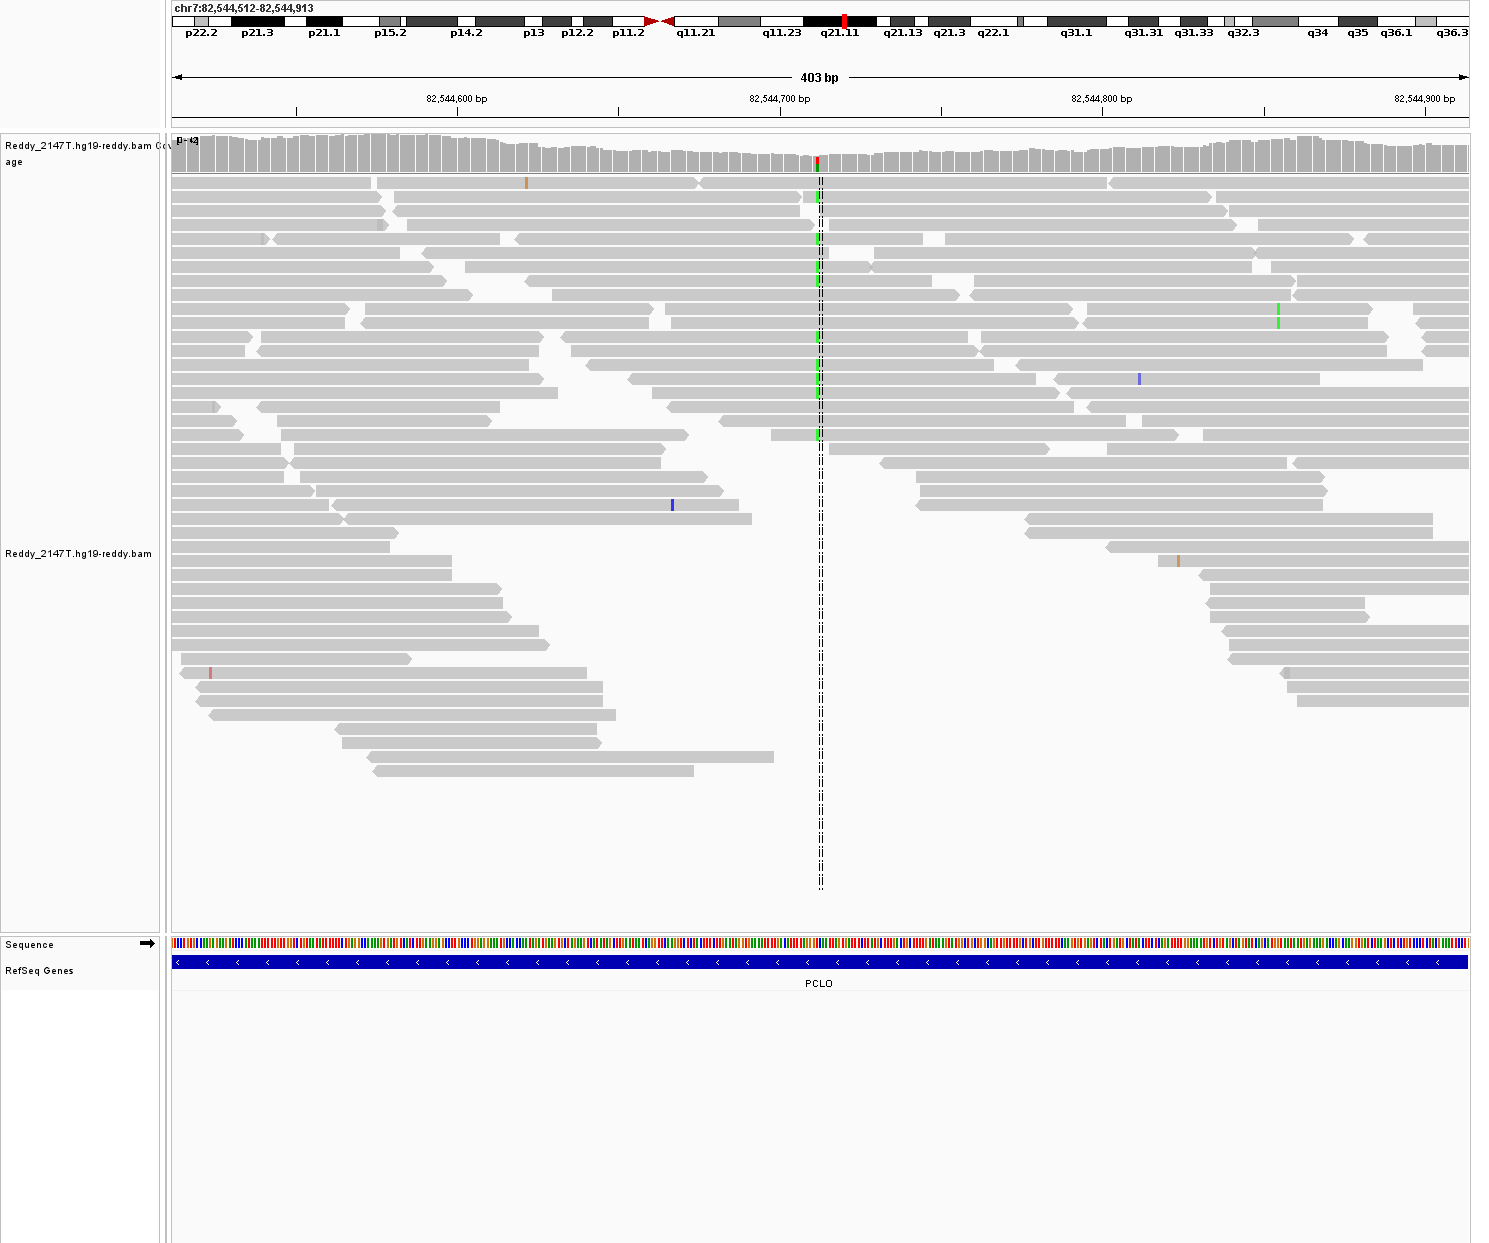 chr7:82,544,512-82,544,913
p22.2 p21.3 p21.1 p15.2 p14.2 p13 p12.2 p11.2 q11.21 q11.23 q21.11 q21.13 q21.3 q22.1 q31.1 q31.31 q31.33 q32.3 q34 q35 q36.1 q36.3
403 bp
82,544,600 bp 82,544,700 bp 82,544,800 bp 82,544,900 bp
Reddy_2147T.hg19-reddy.bam Cov
age
[0 - 42]
Reddy_2147T.hg19-reddy.bam
Sequence
RefSeq Genes
PCLO